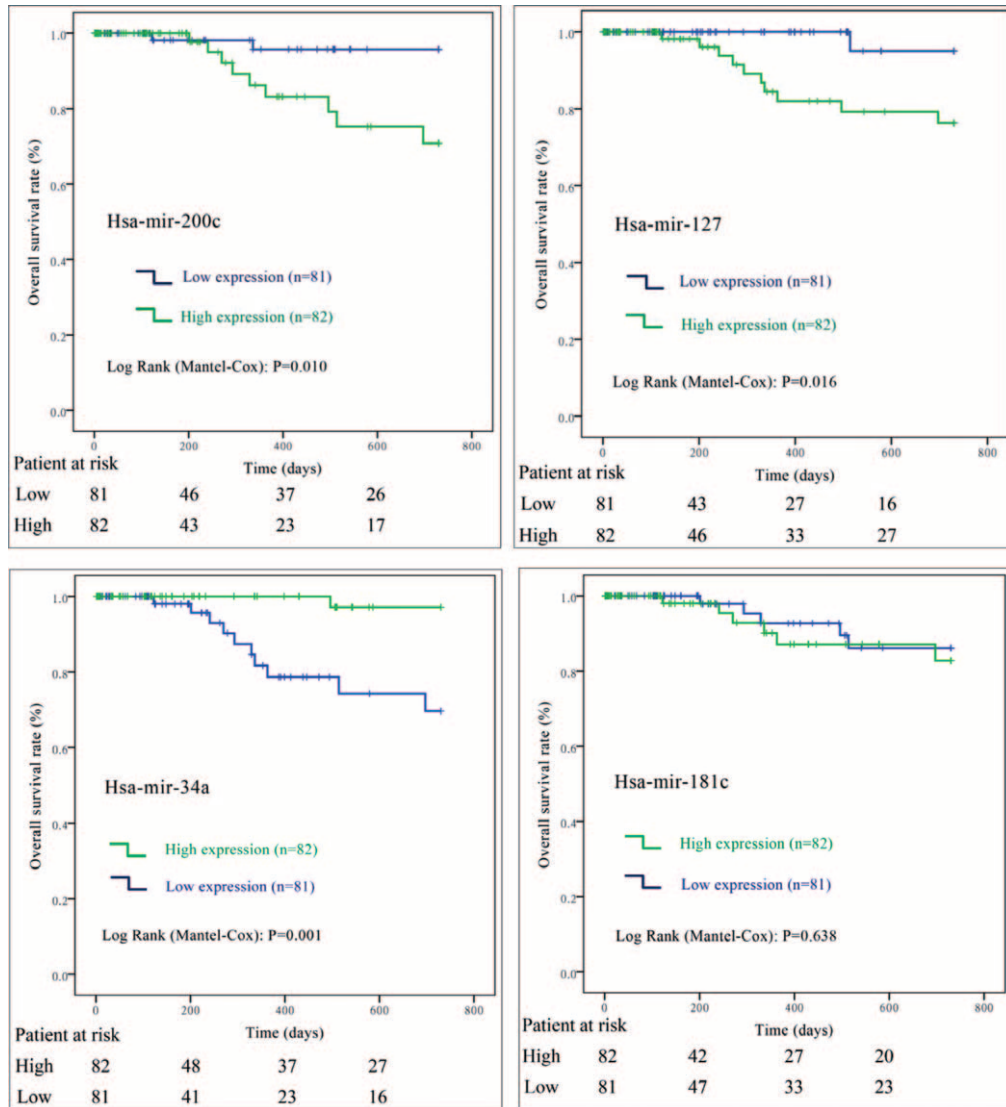 1.0
0.8
0.6
0.4
0.2
0.0
Overall survival rate (%)
Hsa-mir-200c
Low expression (n=81)
High expression (n=82)
Log Rank (Mantel-Cox): P=0.010
0 200 400 600 800
Time (days)
Patient at risk
Low 81 46 37 26
High 82 43 23 17
1.0
0.8
0.6
0.4
0.2
0.0
Overall survival rate (%)
Hsa-mir-127
Low expression (n=81)
High expression (n=82)
Log Rank (Mantel-Cox): P=0.016
0 200 400 600 800
Time (days)
Patient at risk
Low 81 43 27 16
High 82 46 33 27
1.0
0.8
0.6
0.4
0.2
0.0
Overall survival rate (%)
Hsa-mir-34a
High expression (n=82)
Low expression (n=81)
Log Rank (Mantel-Cox): P=0.001
0 200 400 600 800
Time (days)
Patient at risk
High 82 48 37 27
Low 81 41 23 16
1.0
0.8
0.6
0.4
0.2
0.0
Overall survival rate (%)
Hsa-mir-181c
High expression (n=82)
Low expression (n=81)
Log Rank (Mantel-Cox): P=0.638
0 200 400 600 800
Time (days)
Patient at risk
High 82 42 27 20
Low 81 47 33 23